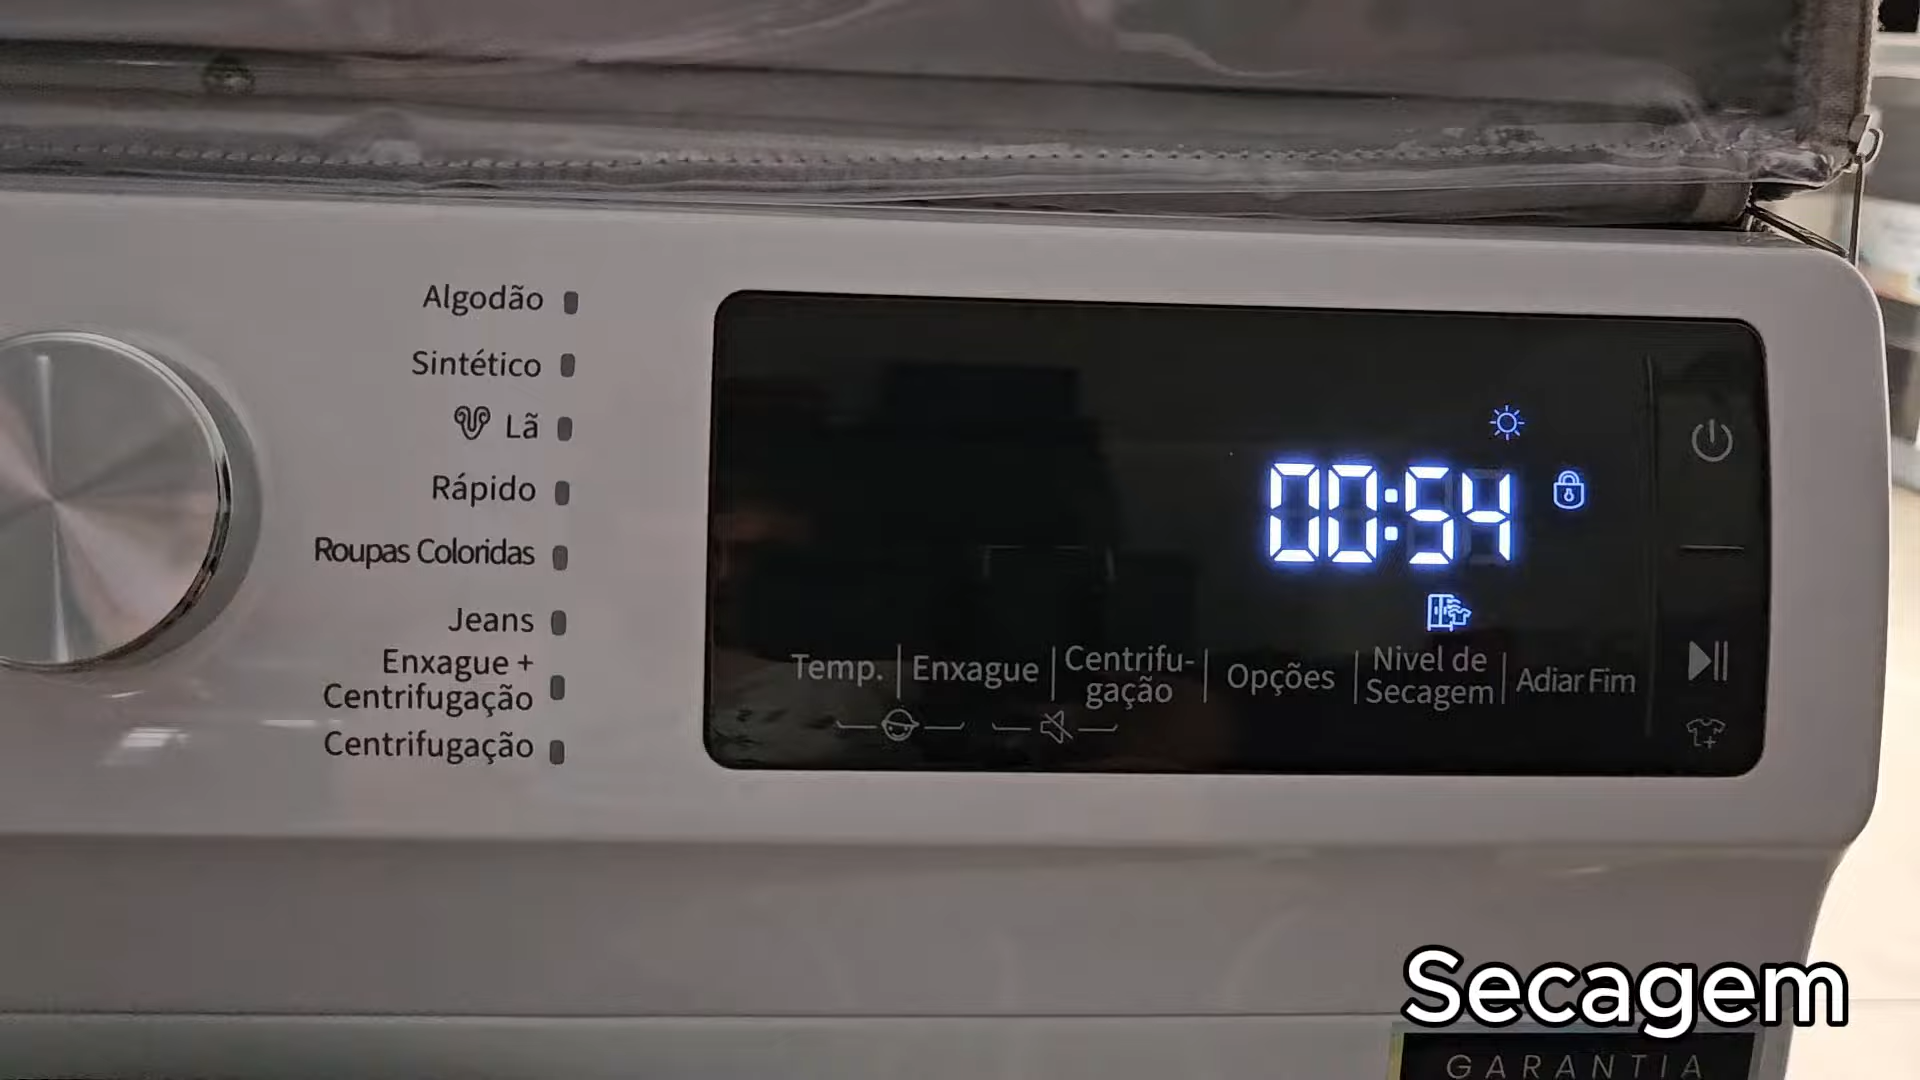 Algodão
Sintético
Lã
Rápido
Roupas Coloridas
Jeans
Enxague +
Centrifugação
Centrifugação
00:54
Temp.
Enxague
Centrifu-
gação
Opções
Nivel de
Secagem
Adiar Fim
Secagem
GARANTIA